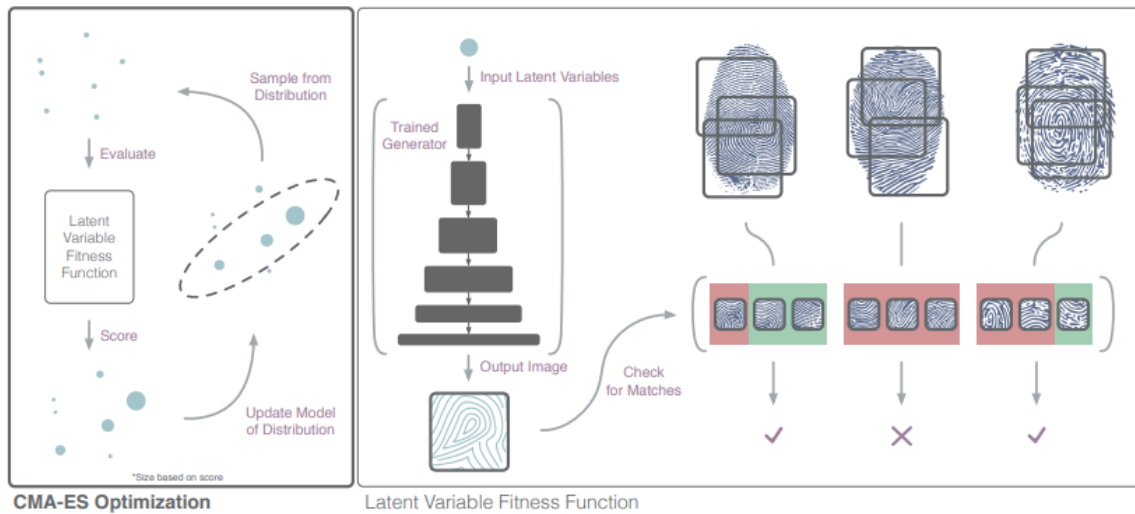 Sample from
Distribution
Evaluate
Latent
Variable
Fitness
Function
Score
Update Model
of Distribution
*Size based on score
CMA-ES Optimization
Input Latent Variables
Trained
Generator
Output Image
Check
for Matches
Latent Variable Fitness Function